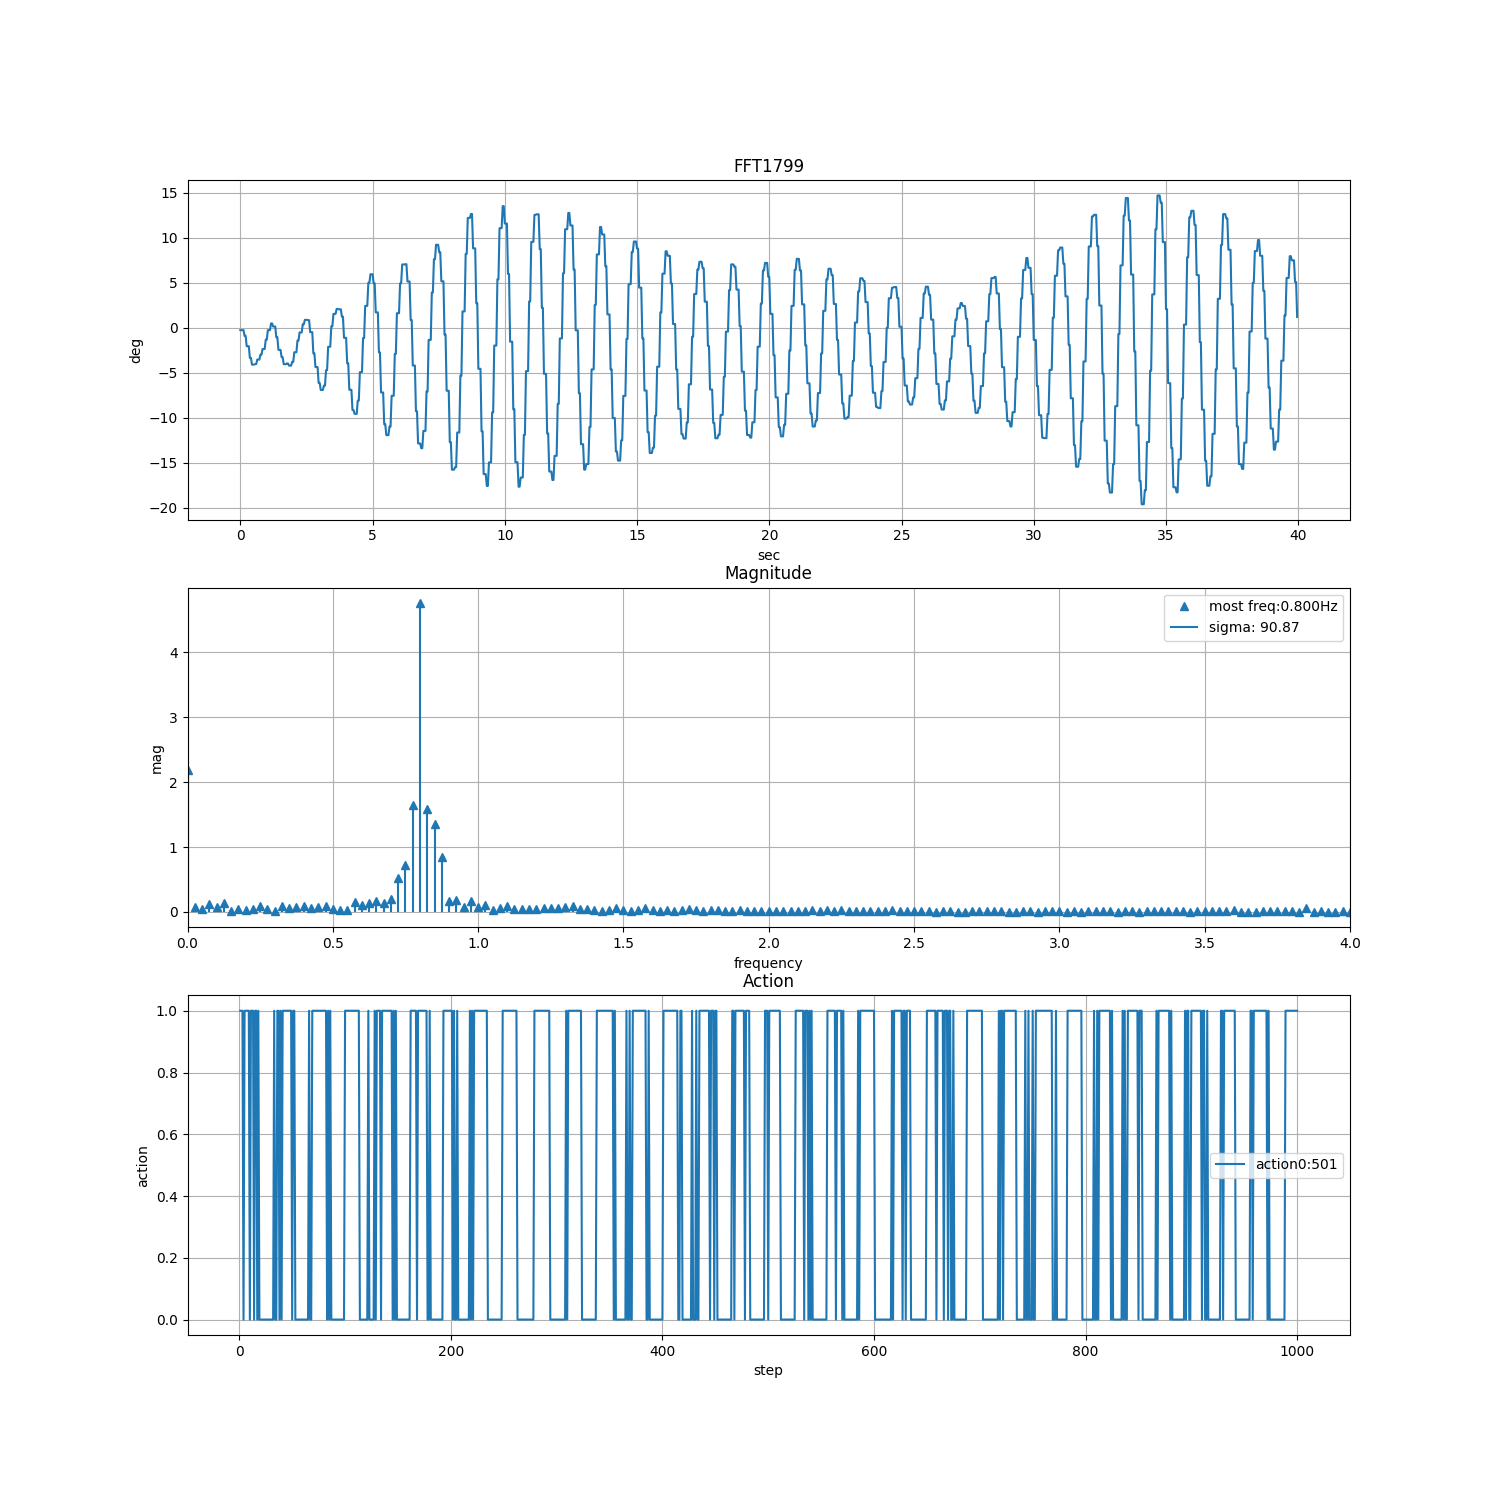 FFT1799
15
10
5
0
−5
−10
−15
−20
deg
0 5 10 15 20 25 30 35 40
sec
Magnitude
most freq:0.800Hz
sigma: 90.87
4
3
2
1
0
mag
0.0 0.5 1.0 1.5 2.0 2.5 3.0 3.5 4.0
frequency
Action
1.0
0.8
0.6
0.4
0.2
0.0
action
action0:501
0 200 400 600 800 1000
step